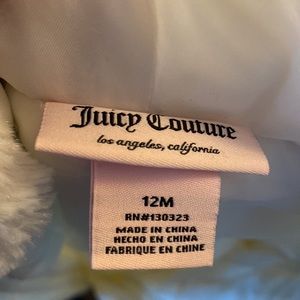 Juicy Couture
los angeles, california
12M
RN#130323
MADE IN CHINA
HECHO EN CHINA
FABRIQUE EN CHINE